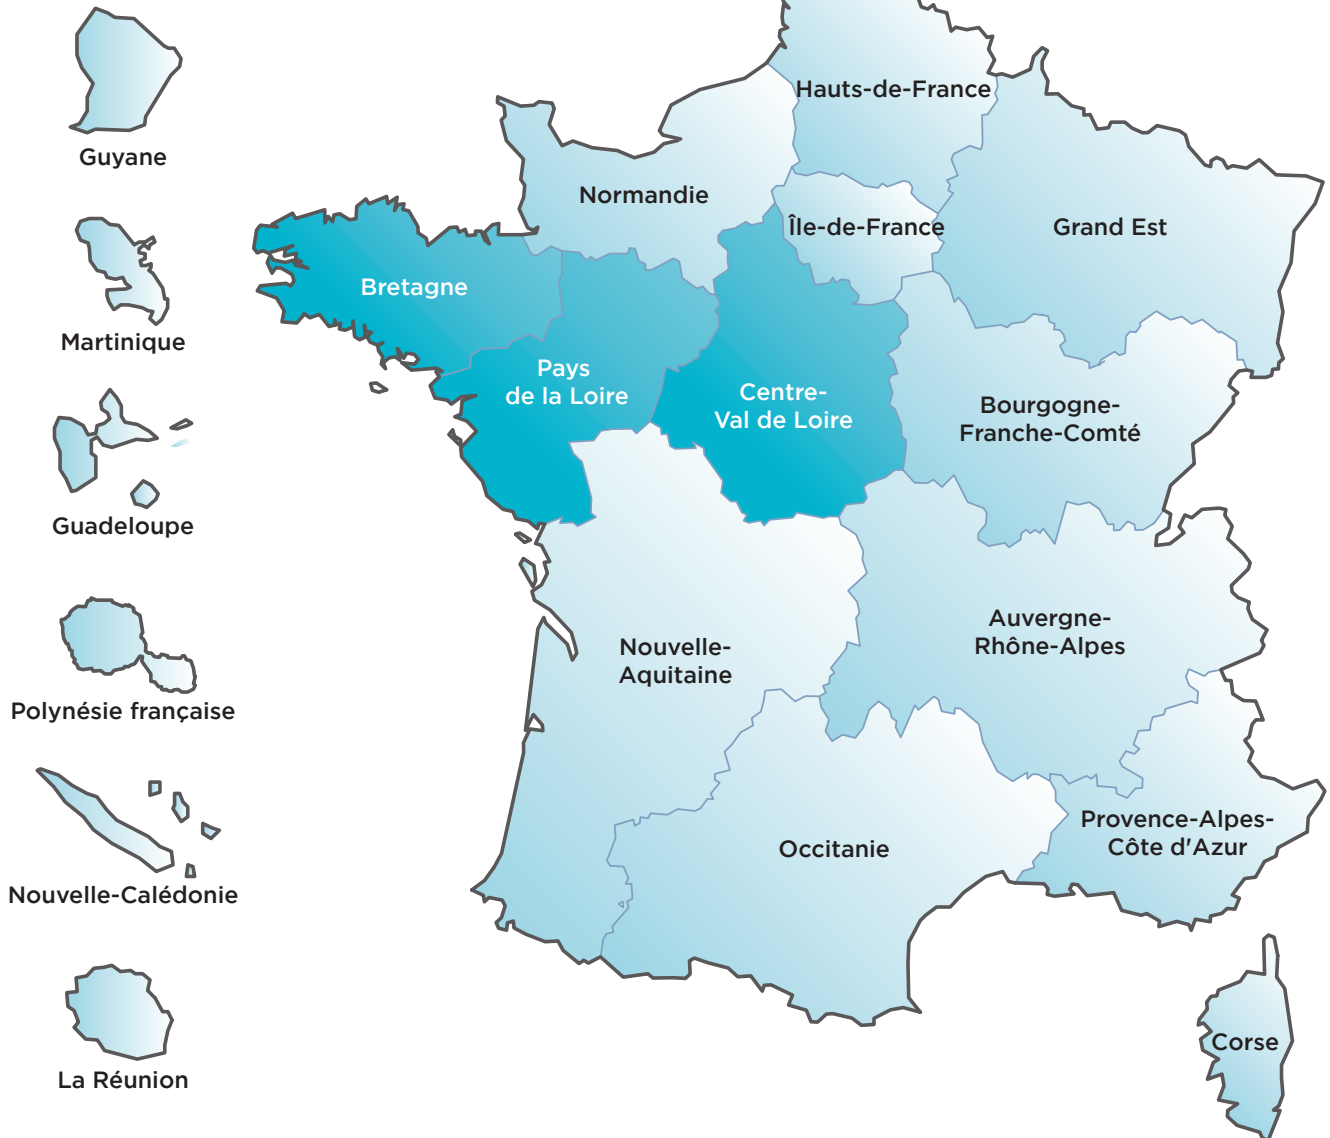 Guyane
Martinique
Guadeloupe
Polynésie française
Nouvelle-Calédonie
La Réunion
Hauts-de-France
Normandie
Île-de-France
Grand Est
Bretagne
Pays
de la Loire
Centre-
Val de Loire
Bourgogne-
Franche-Comté
Nouvelle-
Aquitaine
Auvergne-
Rhône-Alpes
Occitanie
Provence-Alpes-
Côte d'Azur
Corse